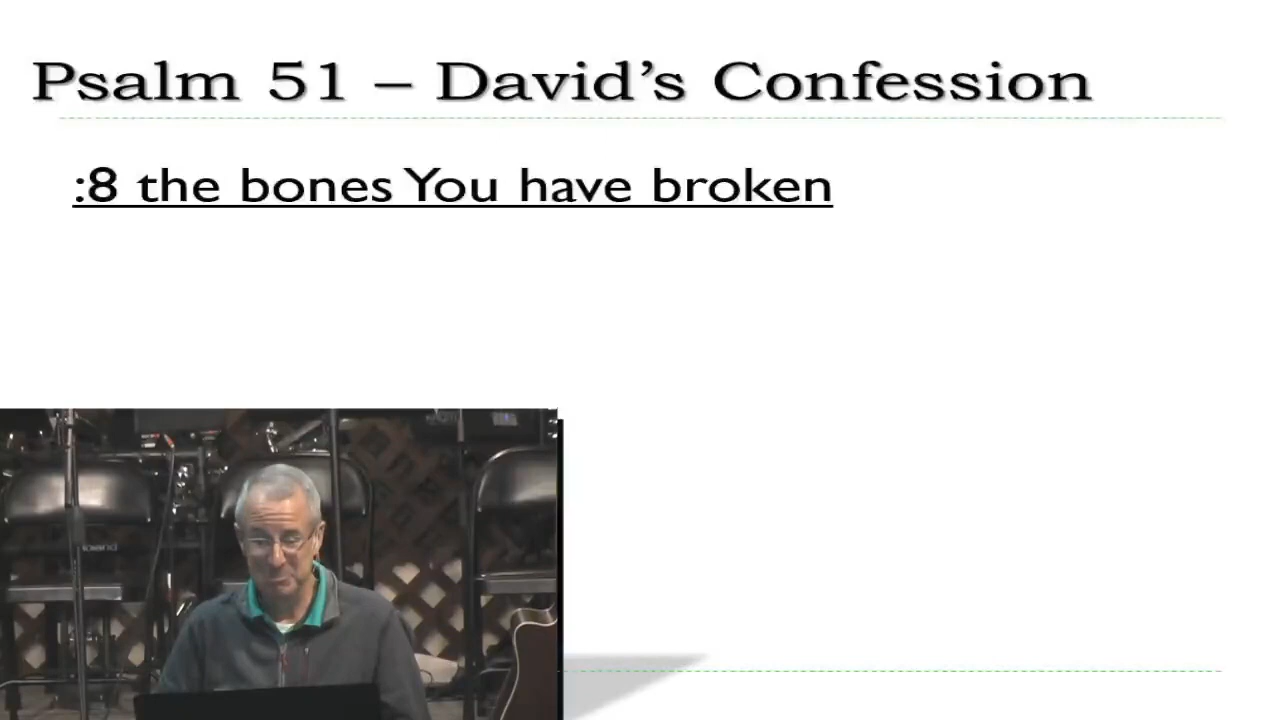 Psalm 51 – David’s Confession
:8 the bones You have broken